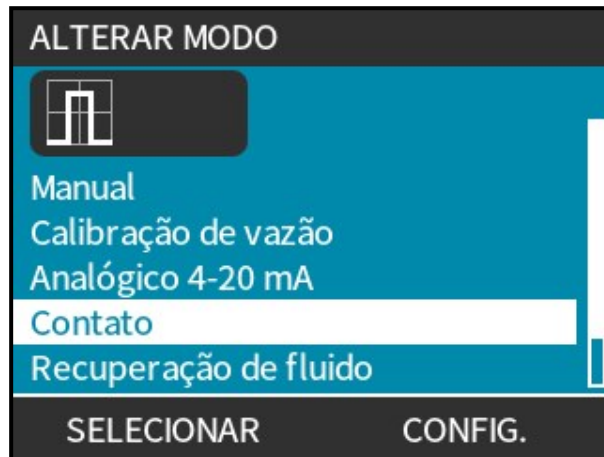 ALTERAR MODO
Manual
Calibração de vazão
Analógico 4-20 mA
Contato
Recuperação de fluido
SELECIONAR CONFIG.